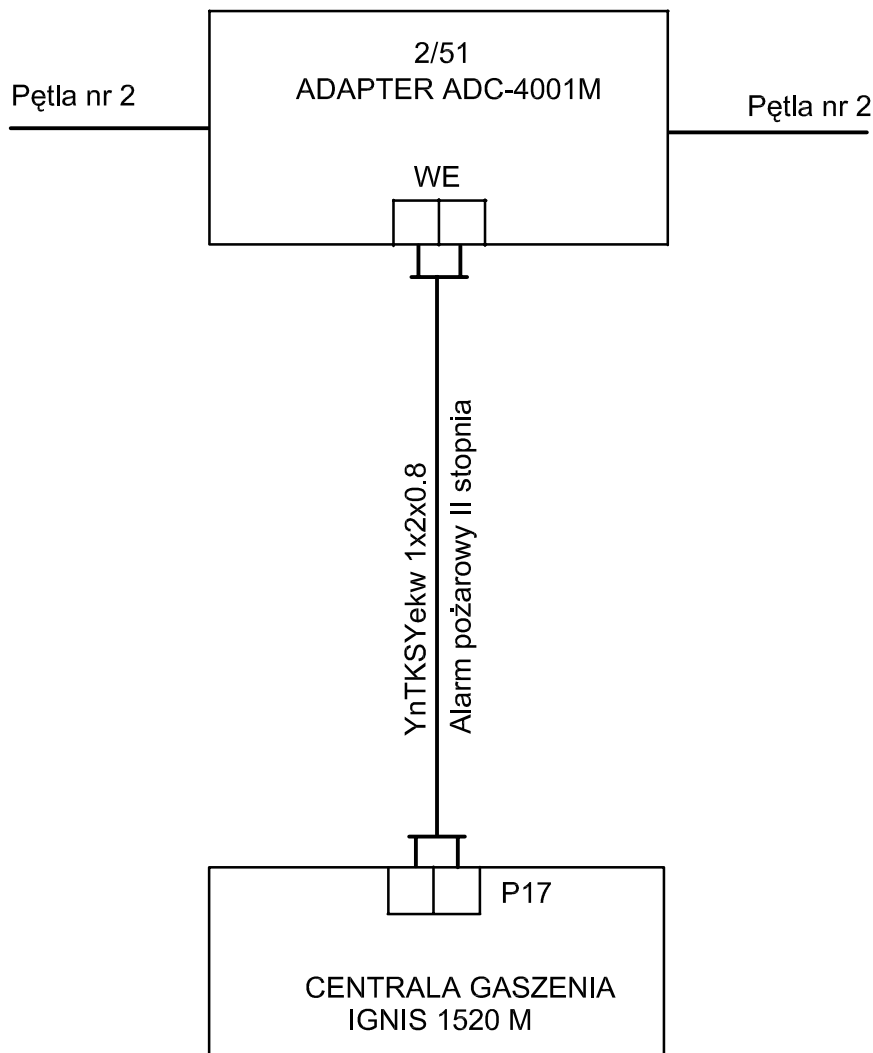 2/51
ADAPTER ADC-4001M
Pętla nr 2
Pętla nr 2
WE
YnTKSYekw 1x2x0.8
Alarm pożarowy II stopnia
P17
CENTRALA GASZENIA
IGNIS 1520 M